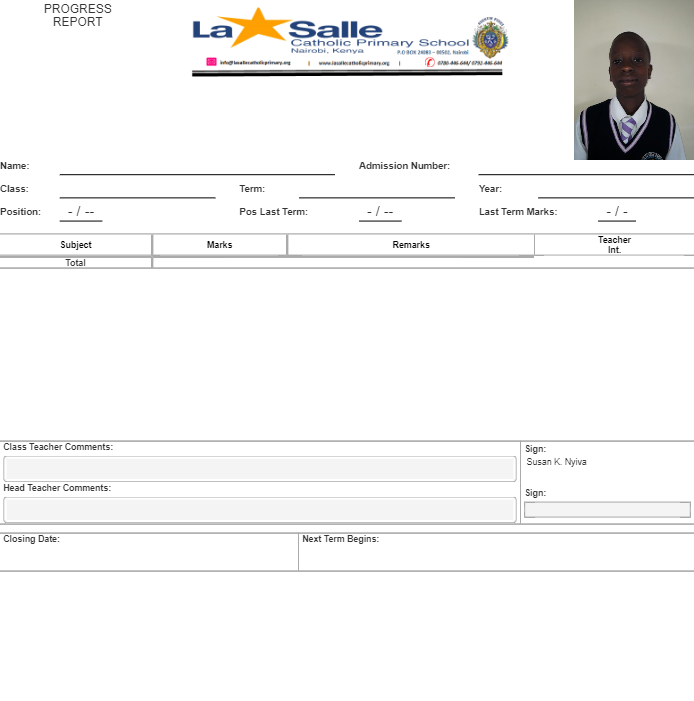 PROGRESS
REPORT
La Salle
Catholic Primary School
Nairobi, Kenya
P.O BOX 24083 – 00502, Nairobi
info@lasallecatholicprimary.org | www.lasallecatholicprimary.org | 0780-446-644/ 0792-446-644
Name: Admission Number:
Class: Term: Year:
Position: - / -- Pos Last Term: - / -- Last Term Marks: - / -
Subject Marks Remarks Teacher
Int.
Total
Class Teacher Comments: Sign:
Susan K. Nyiva
Head Teacher Comments: Sign:
Closing Date: Next Term Begins: